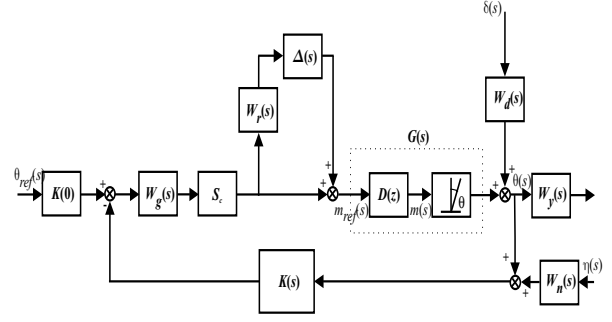 δ(s)
Δ(s)
W_r(s)
W_d(s)
G(s)
θ_ref(s)
K(0)
+
-
W_g(s)
S_c
+
+
m_ref(s)
D(z)
m(s)
θ
+
+
θ(s)
W_y(s)
K(s)
+
+
W_n(s)
η(s)